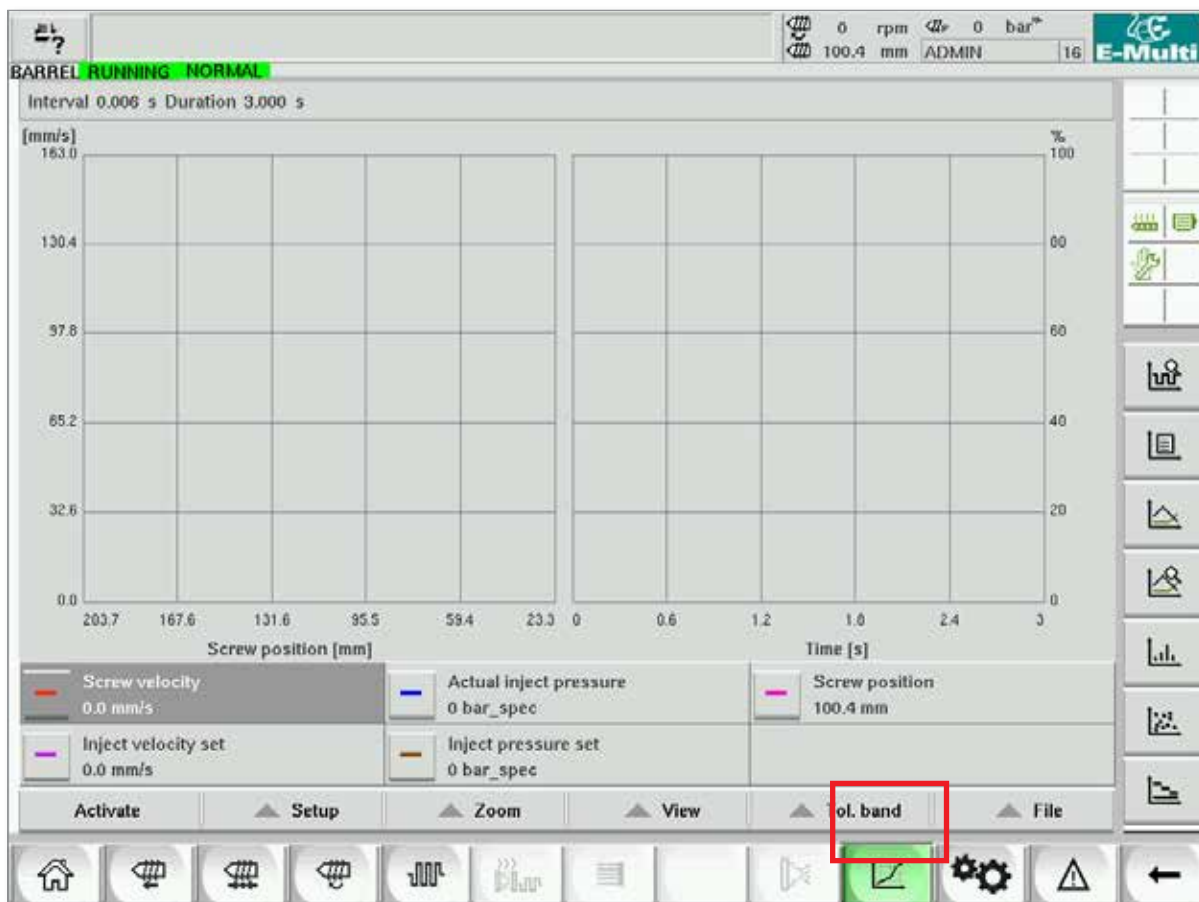 0 rpm 0 bar
100.4 mm ADMIN 16
E-Multi
BARREL RUNNING NORMAL
Interval 0.006 s Duration 3.000 s
[mm/s] %
163.0 100
130.4 80
97.8 60
65.2 40
32.6 20
0.0 0
203.7 167.6 131.6 95.5 59.4 23.3 0 0.6 1.2 1.8 2.4 3
Screw position [mm] Time [s]
Screw velocity Actual inject pressure Screw position
0.0 mm/s 0 bar_spec 100.4 mm
Inject velocity set Inject pressure set
0.0 mm/s 0 bar_spec
Activate Setup Zoom View ol. band File